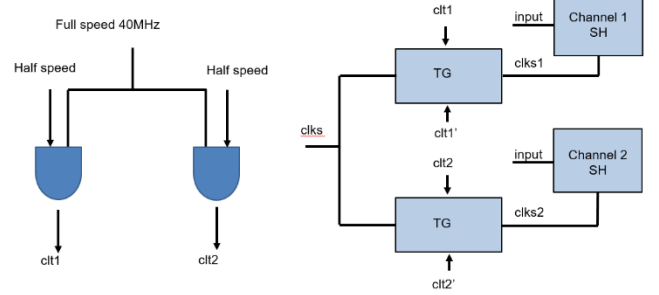 Full speed 40MHz
Half speed
Half speed
clt1
clt2
clks
clt1
TG
clt1'
clks1
input
Channel 1
SH
clt2
TG
clt2'
clks2
input
Channel 2
SH